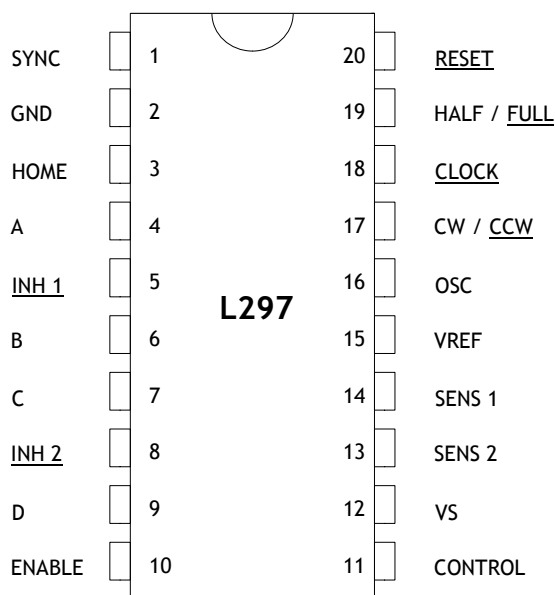 SYNC 1 20 RESET
GND 2 19 HALF / FULL
HOME 3 18 CLOCK
A 4 17 CW / CCW
INH 1 5 16 OSC
L297
B 6 15 VREF
C 7 14 SENS 1
INH 2 8 13 SENS 2
D 9 12 VS
ENABLE 10 11 CONTROL